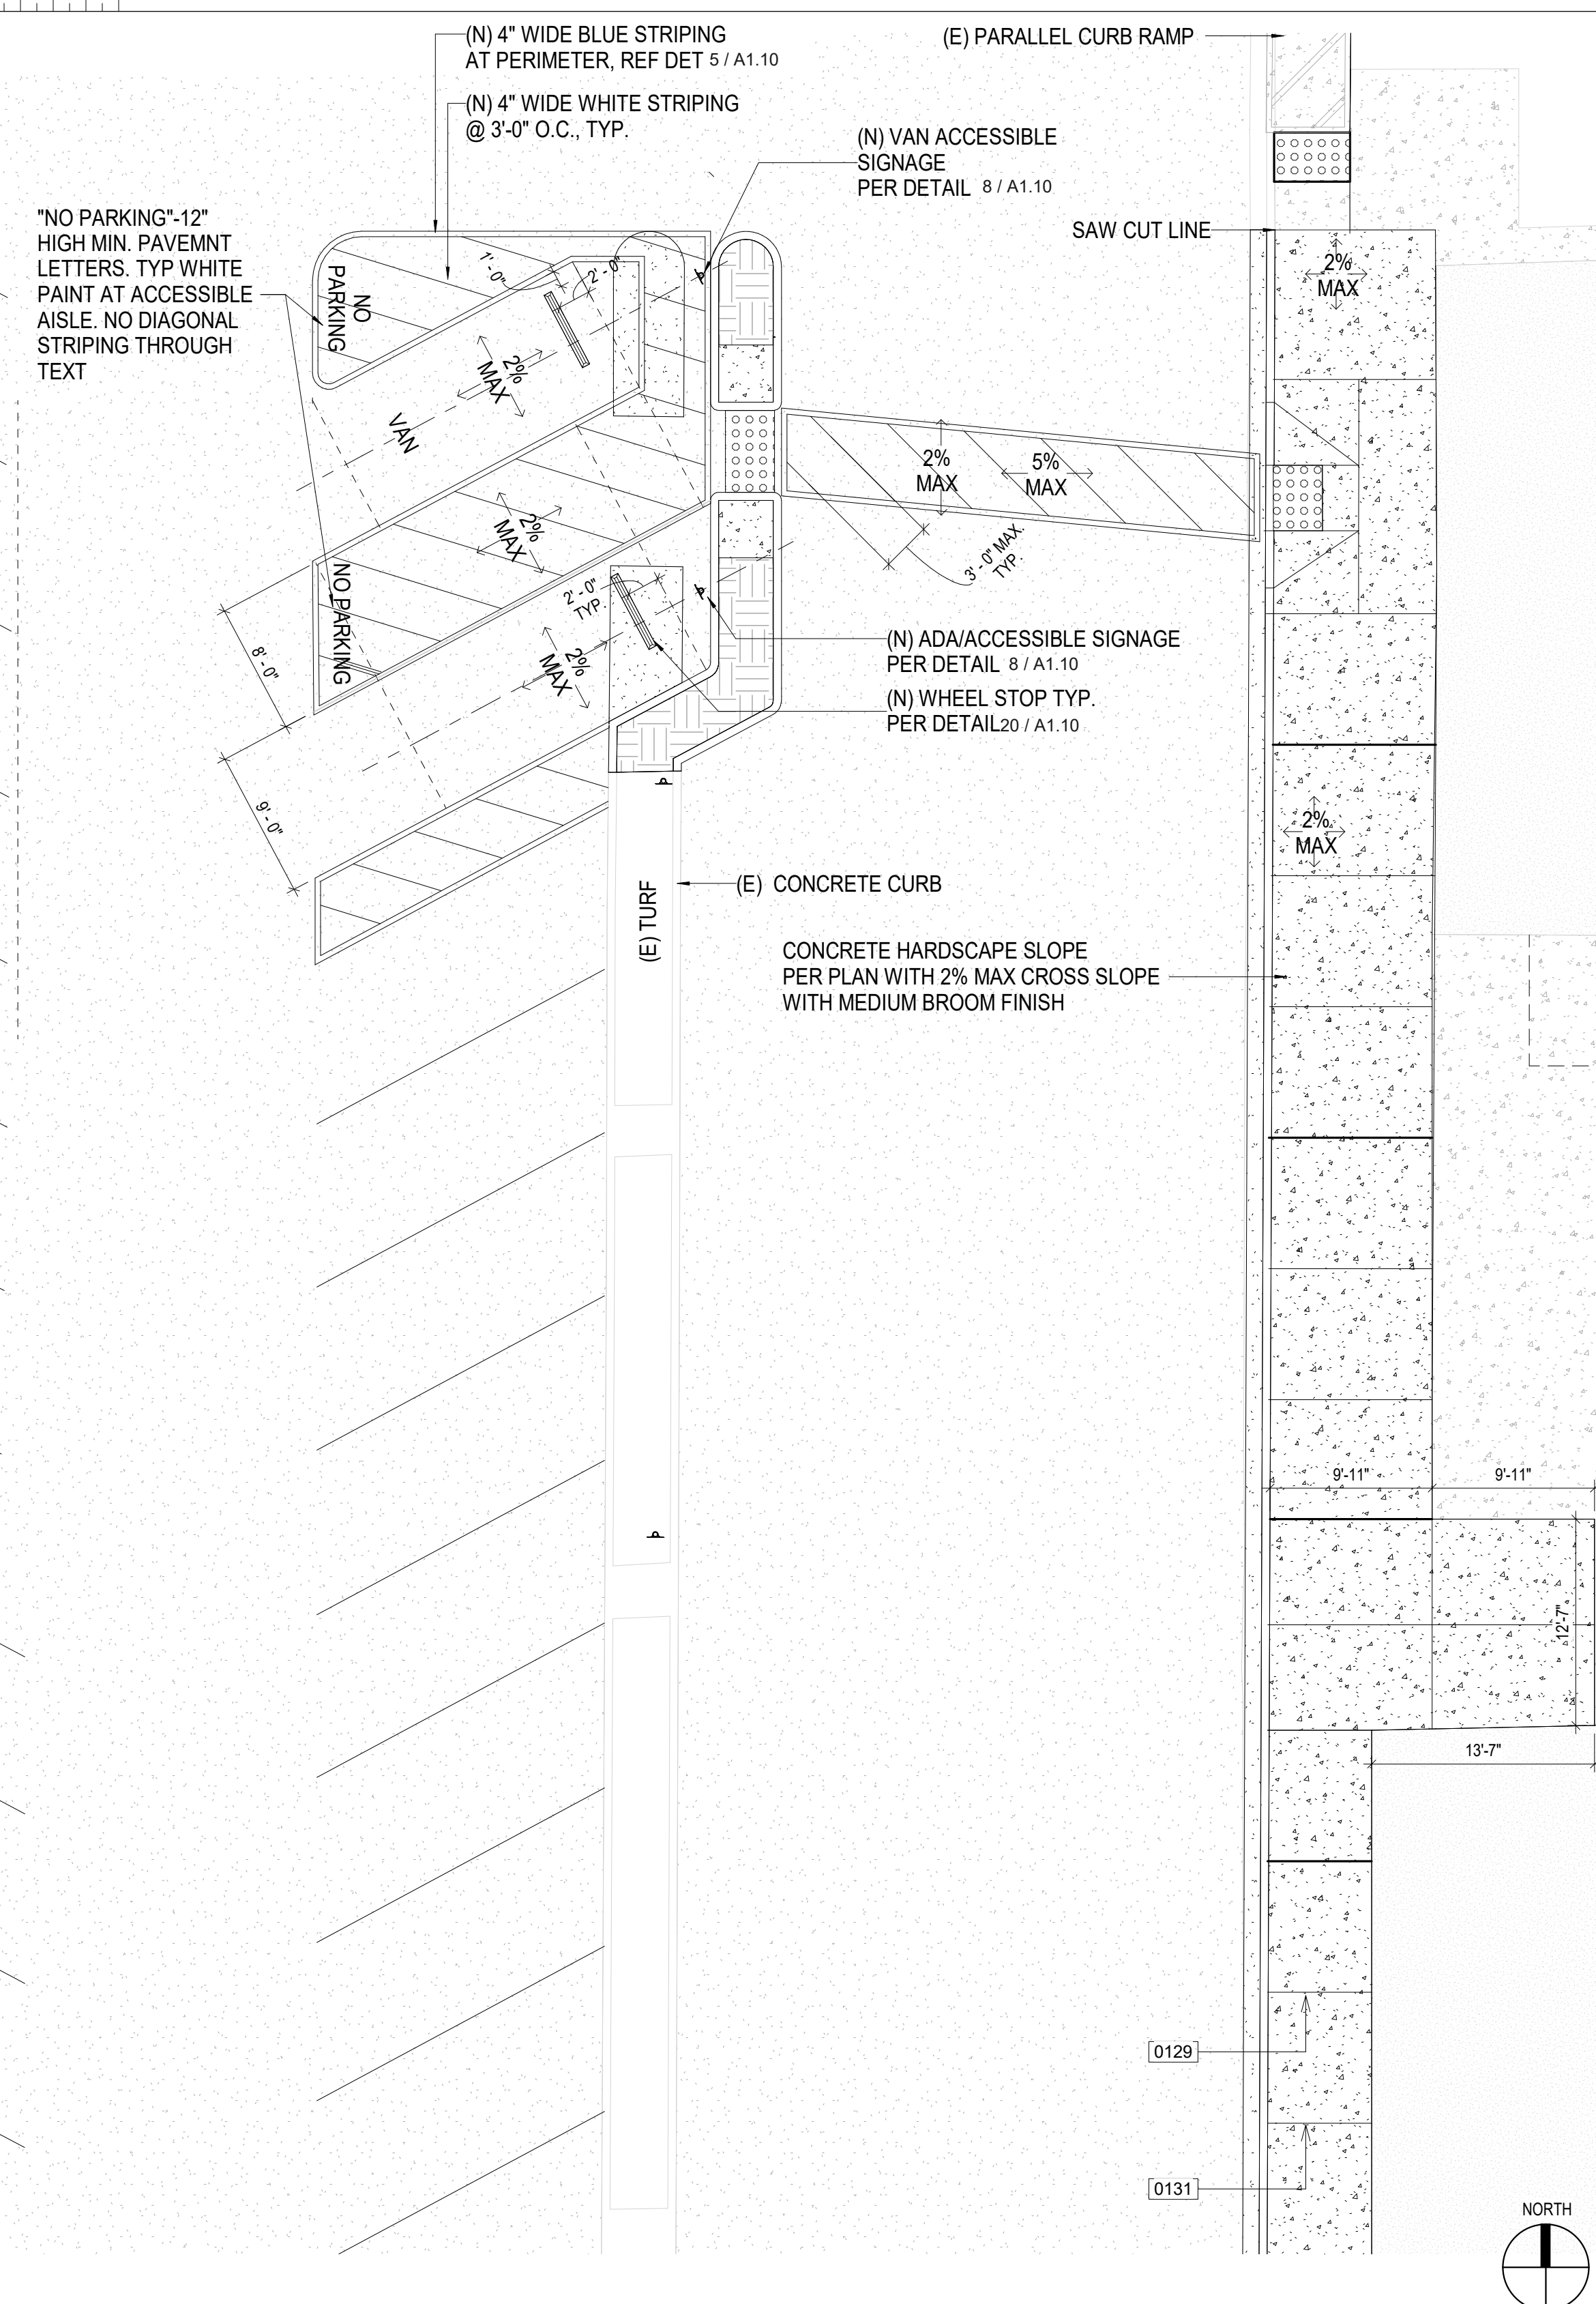 (N) 4" WIDE BLUE STRIPING
AT PERIMETER, REF DET 5 / A1.10
(E) PARALLEL CURB RAMP
(N) 4" WIDE WHITE STRIPING
@ 3'-0" O.C., TYP.
(N) VAN ACCESSIBLE
SIGNAGE
PER DETAIL 8 / A1.10
"NO PARKING"-12"
HIGH MIN. PAVEMNT
LETTERS. TYP WHITE
PAINT AT ACCESSIBLE
AISLE. NO DIAGONAL
STRIPING THROUGH
TEXT
SAW CUT LINE
2%
MAX
NO
PARKING
1' - 0"
2' - 0"
2%
MAX
VAN
2%
MAX
5%
MAX
3' - 0" MAX.
TYP.
2%
MAX
NO PARKING
2' - 0"
TYP.
2%
MAX
8' - 0"
9' - 0"
(N) ADA/ACCESSIBLE SIGNAGE
PER DETAIL 8 / A1.10
(N) WHEEL STOP TYP.
PER DETAIL20 / A1.10
2%
MAX
(E) TURF
(E) CONCRETE CURB
CONCRETE HARDSCAPE SLOPE
PER PLAN WITH 2% MAX CROSS SLOPE
WITH MEDIUM BROOM FINISH
9'-11"
9'-11"
12'-7"
13'-7"
0129
0131
NORTH